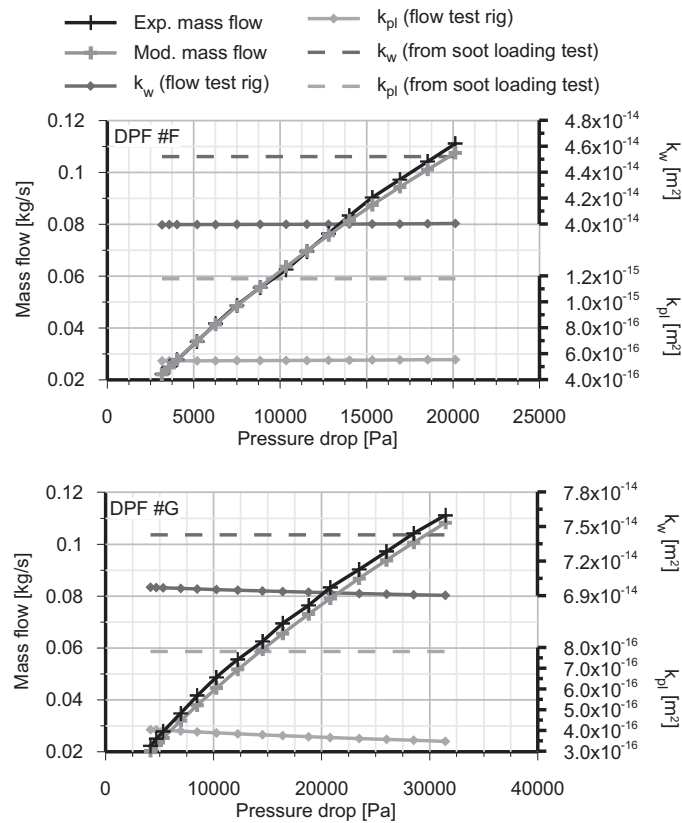 Exp. mass flow
Mod. mass flow
k_w (flow test rig)
k_pl (flow test rig)
k_w (from soot loading test)
k_pl (from soot loading test)
DPF #F
Mass flow [kg/s]
0.12
0.1
0.08
0.06
0.04
0.02
0 5000 10000 15000 20000 25000
Pressure drop [Pa]
4.8x10⁻¹⁴
4.6x10⁻¹⁴
4.4x10⁻¹⁴
4.2x10⁻¹⁴
4.0x10⁻¹⁴
k_w [m²]
1.2x10⁻¹⁵
1.0x10⁻¹⁵
8.0x10⁻¹⁶
6.0x10⁻¹⁶
4.0x10⁻¹⁶
k_pl [m²]
DPF #G
Mass flow [kg/s]
0.12
0.1
0.08
0.06
0.04
0.02
0 10000 20000 30000 40000
Pressure drop [Pa]
7.8x10⁻¹⁴
7.5x10⁻¹⁴
7.2x10⁻¹⁴
6.9x10⁻¹⁴
k_w [m²]
8.0x10⁻¹⁶
7.0x10⁻¹⁶
6.0x10⁻¹⁶
5.0x10⁻¹⁶
4.0x10⁻¹⁶
3.0x10⁻¹⁶
k_pl [m²]